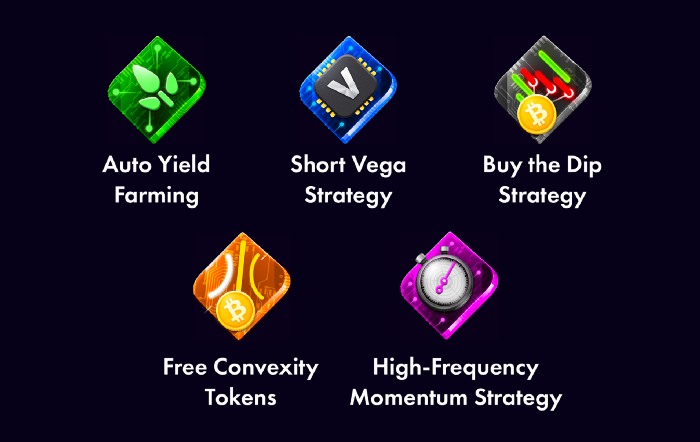 V
Auto Yield
Farming
Short Vega
Strategy
Buy the Dip
Strategy
Free Convexity
Tokens
High-Frequency
Momentum Strategy